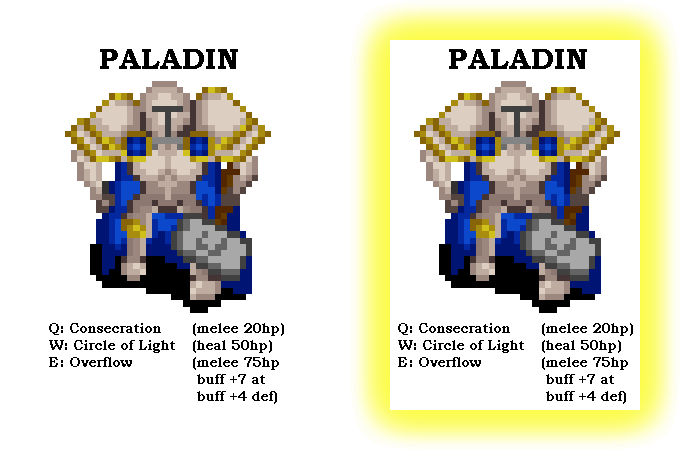 PALADIN
Q: Consecration (melee 20hp)
W: Circle of Light (heal 50hp)
E: Overflow (melee 75hp
buff +7 at
buff +4 def)
PALADIN
Q: Consecration (melee 20hp)
W: Circle of Light (heal 50hp)
E: Overflow (melee 75hp
buff +7 at
buff +4 def)